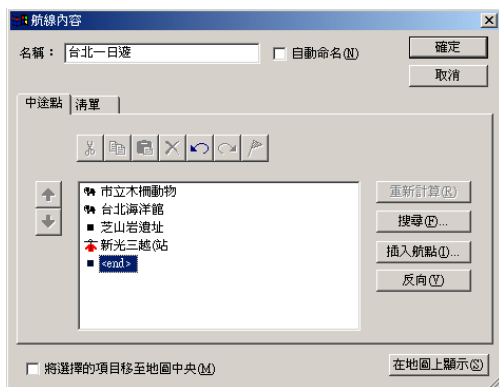 航線內容
名稱： 台北一日遊 自動命名(N) 確定
取消
中途點 清單
市立木柵動物
台北海洋館
芝山岩遺址
新光三越(站
<end>
重新計算(R)
搜尋(F)...
插入航點(I)...
反向(V)
將選擇的項目移至地圖中央(M) 在地圖上顯示(S)